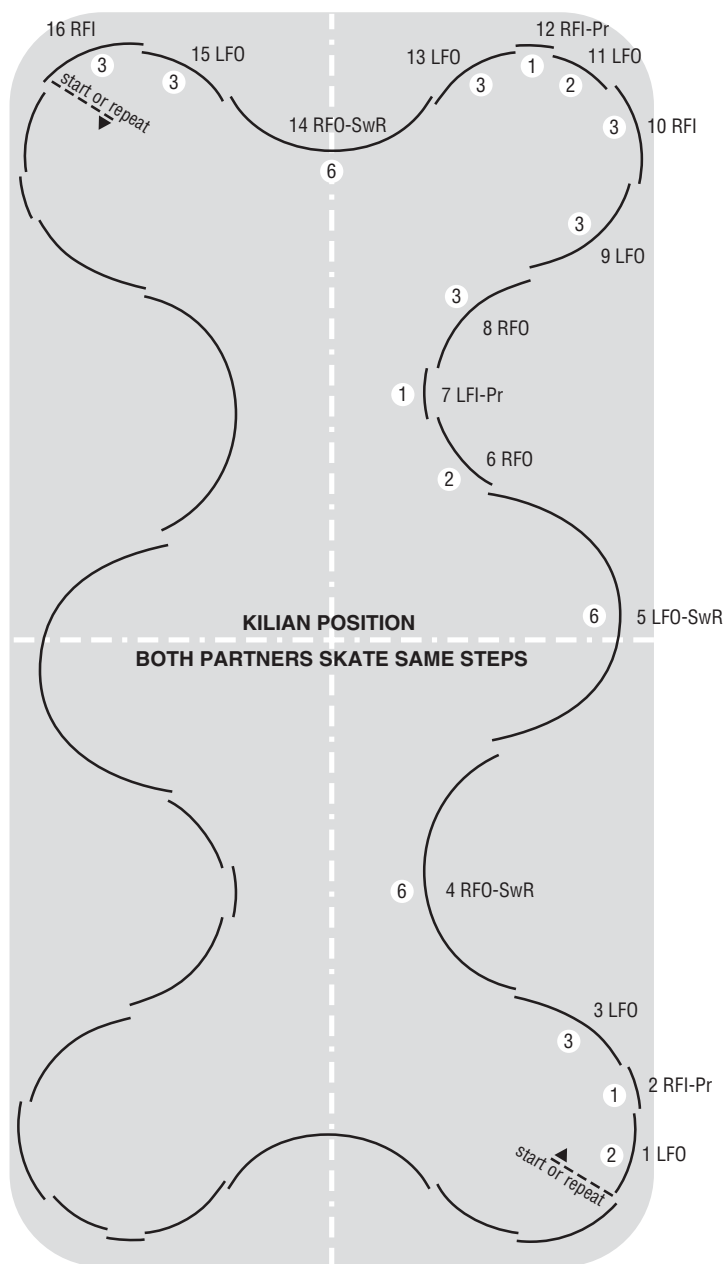 16 RFI
12 RFI-Pr
15 LFO
13 LFO
11 LFO
3
3
3
1
2
start or repeat
14 RFO-SwR
3
10 RFI
6
3
9 LFO
3
8 RFO
1
7 LFI-Pr
6 RFO
2
6
5 LFO-SwR
KILIAN POSITION
BOTH PARTNERS SKATE SAME STEPS
6
4 RFO-SwR
3 LFO
3
2 RFI-Pr
1
2
1 LFO
start or repeat